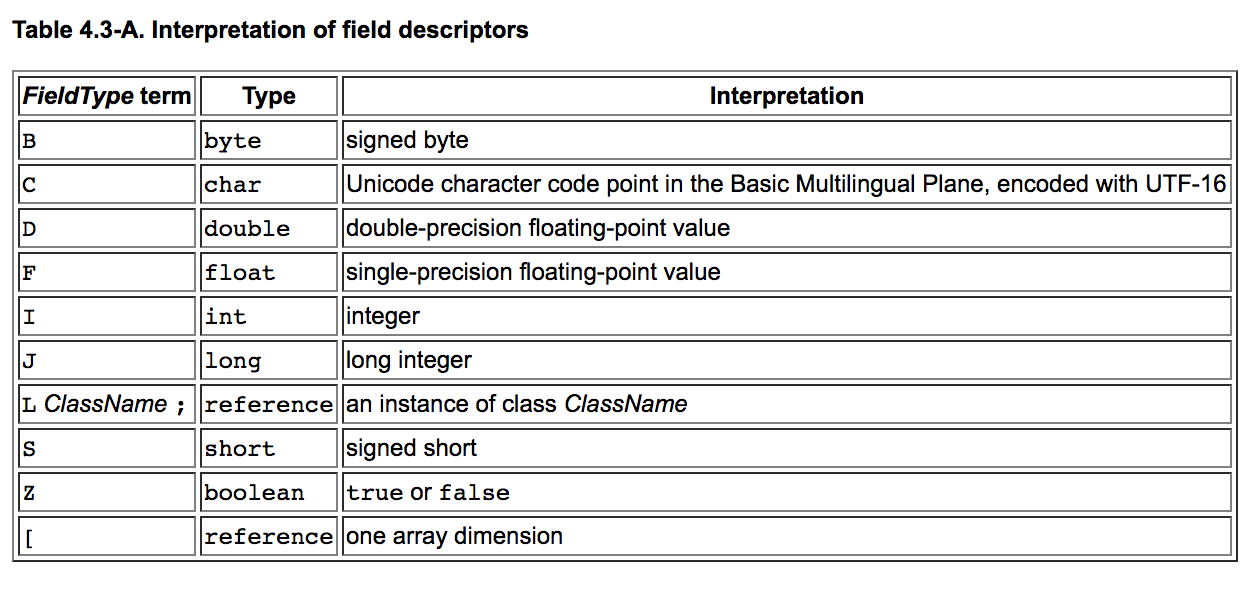 Table 4.3-A. Interpretation of field descriptors
FieldType term Type Interpretation
B byte signed byte
C char Unicode character code point in the Basic Multilingual Plane, encoded with UTF-16
D double double-precision floating-point value
F float single-precision floating-point value
I int integer
J long long integer
L ClassName ; reference an instance of class ClassName
S short signed short
Z boolean true or false
[ reference one array dimension